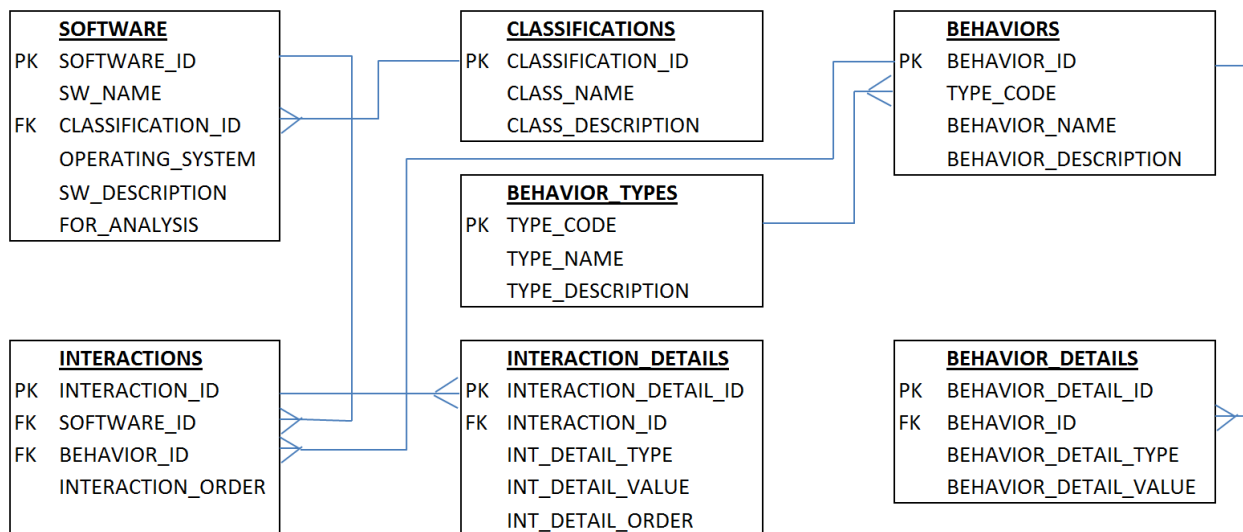 SOFTWARE
PK SOFTWARE_ID
SW_NAME
FK CLASSIFICATION_ID
OPERATING_SYSTEM
SW_DESCRIPTION
FOR_ANALYSIS
CLASSIFICATIONS
PK CLASSIFICATION_ID
CLASS_NAME
CLASS_DESCRIPTION
BEHAVIORS
PK BEHAVIOR_ID
TYPE_CODE
BEHAVIOR_NAME
BEHAVIOR_DESCRIPTION
BEHAVIOR_TYPES
PK TYPE_CODE
TYPE_NAME
TYPE_DESCRIPTION
INTERACTIONS
PK INTERACTION_ID
FK SOFTWARE_ID
FK BEHAVIOR_ID
INTERACTION_ORDER
INTERACTION_DETAILS
PK INTERACTION_DETAIL_ID
FK INTERACTION_ID
INT_DETAIL_TYPE
INT_DETAIL_VALUE
INT_DETAIL_ORDER
BEHAVIOR_DETAILS
PK BEHAVIOR_DETAIL_ID
FK BEHAVIOR_ID
BEHAVIOR_DETAIL_TYPE
BEHAVIOR_DETAIL_VALUE